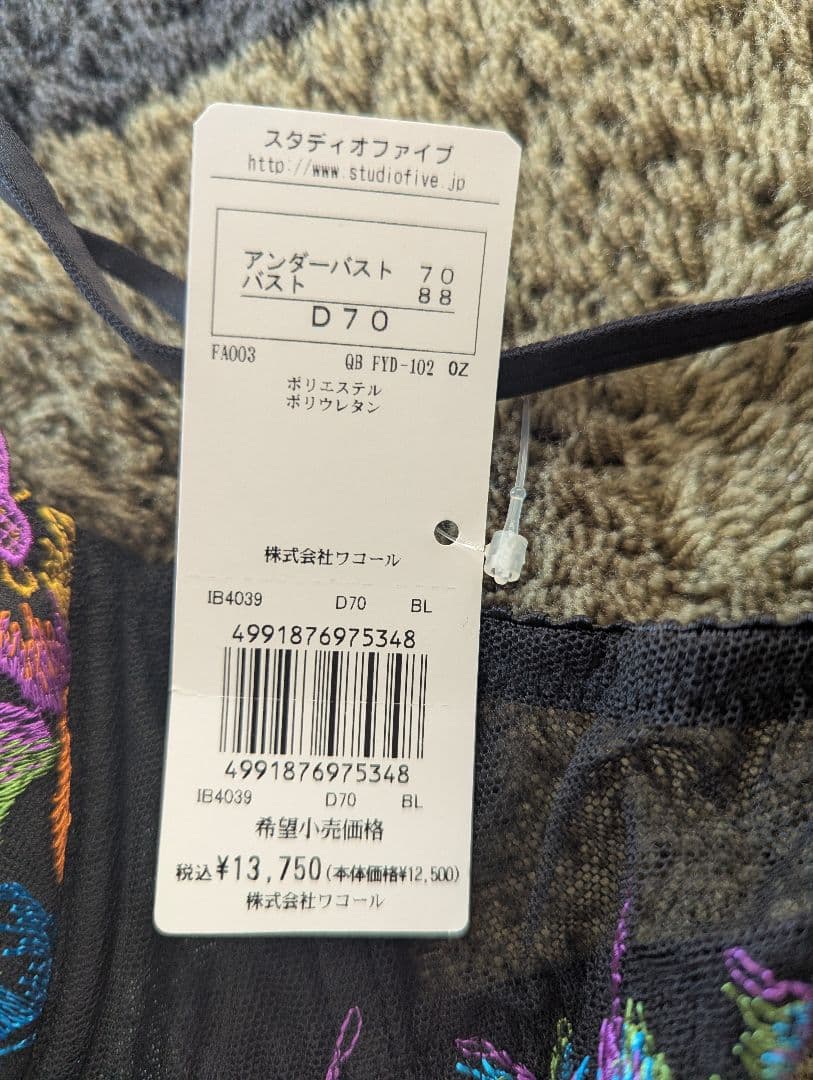 スタディオファイブ
http://www.studiofive.jp
アンダーバスト 70
バスト 88
D70
FA003 QB FYD-102 OZ
ポリエステル
ポリウレタン
株式会社ワコール
IB4039 D70 BL
4991876975348
4991876975348
IB4039 D70 BL
希望小売価格
税込¥13,750(本体価格¥12,500)
株式会社ワコール